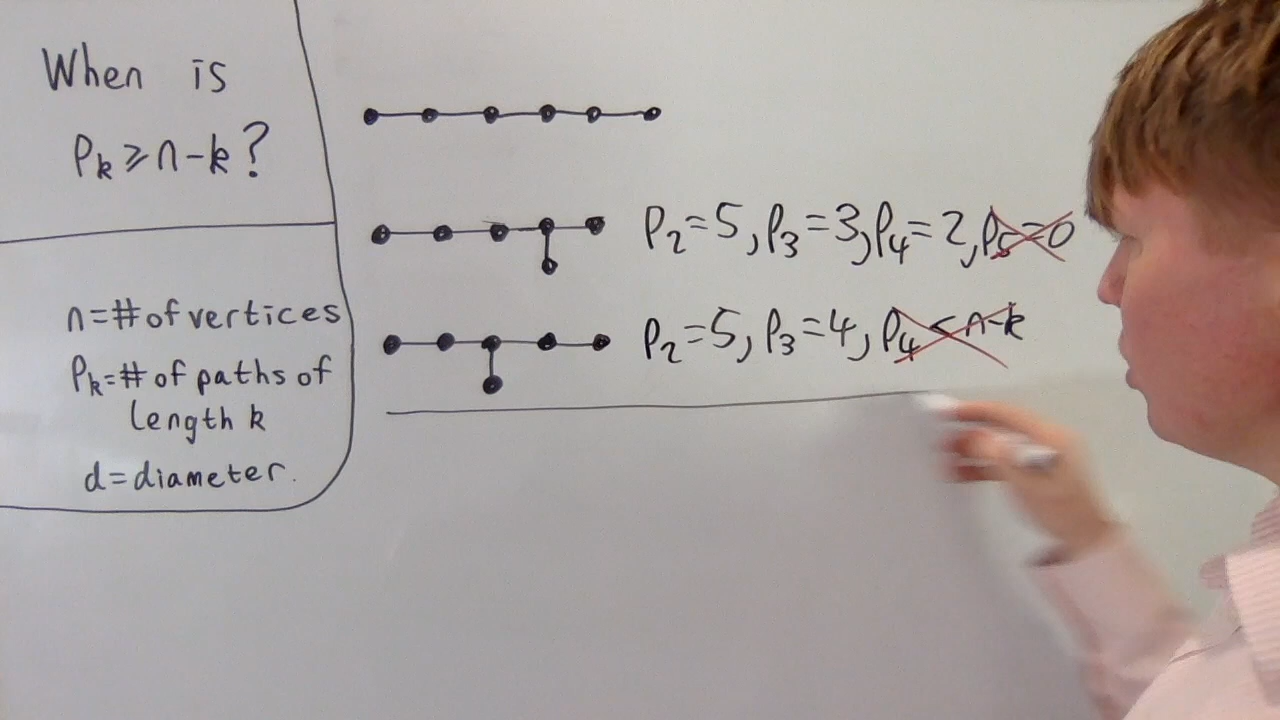 When is
Pk ⩾ n-k?
n=# of vertices
Pk=# of paths of
length k
d=diameter.
P2=5, P3=3, P4=2, P5=0
P2=5, P3=4, P4 < n-k